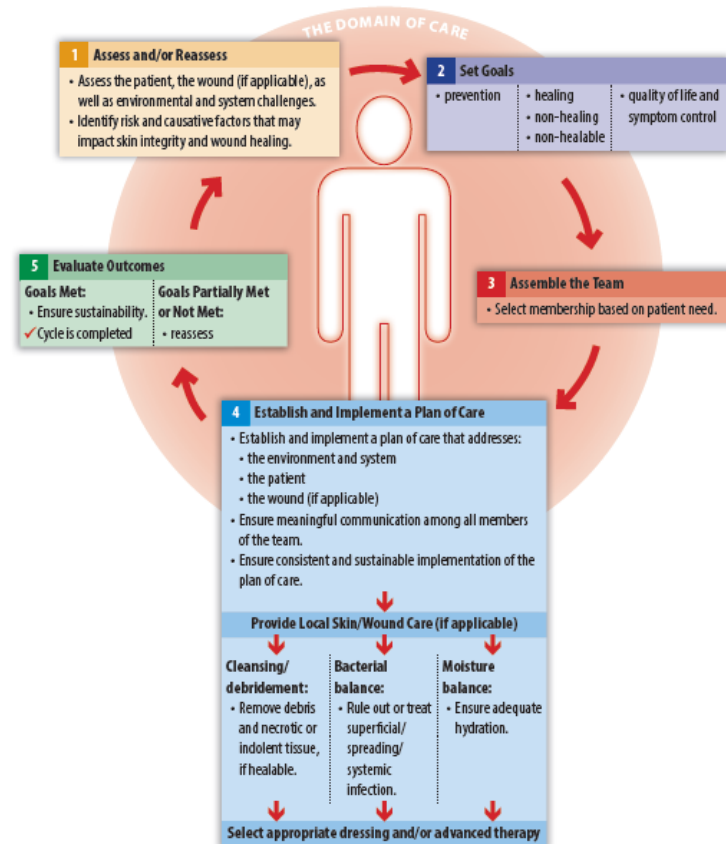 THE DOMAIN OF CARE
1 Assess and/or Reassess
• Assess the patient, the wound (if applicable), as
well as environmental and system challenges.
• Identify risk and causative factors that may
impact skin integrity and wound healing.
2 Set Goals
• prevention
• healing
• non-healing
• non-healable
• quality of life and
symptom control
3 Assemble the Team
• Select membership based on patient need.
4 Establish and Implement a Plan of Care
• Establish and implement a plan of care that addresses:
• the environment and system
• the patient
• the wound (if applicable)
• Ensure meaningful communication among all members
of the team.
• Ensure consistent and sustainable implementation of the
plan of care.
Provide Local Skin/Wound Care (if applicable)
Cleansing/
debridement:
• Remove debris
and necrotic or
indolent tissue,
if healable.
Bacterial
balance:
• Rule out or treat
superficial/
spreading/
systemic
infection.
Moisture
balance:
• Ensure adequate
hydration.
Select appropriate dressing and/or advanced therapy
5 Evaluate Outcomes
Goals Met:
• Ensure sustainability.
✓ Cycle is completed
Goals Partially Met
or Not Met:
• reassess